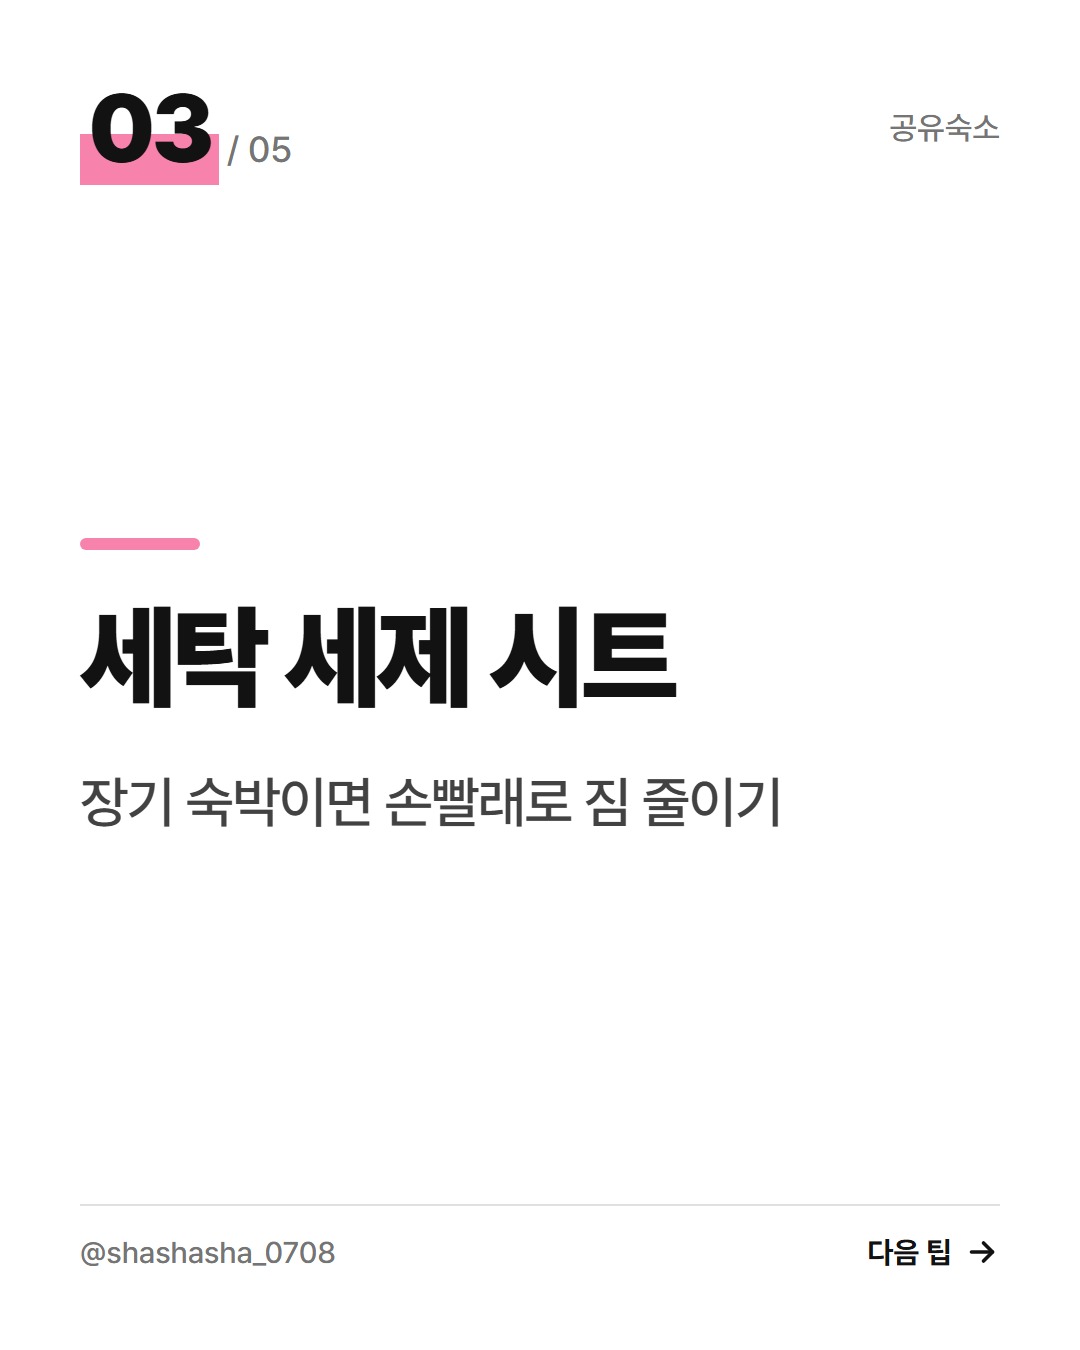 03 / 05
공유숙소
세탁 세제 시트
장기 숙박이면 손빨래로 짐 줄이기
@shashasha_0708
다음 팁 →